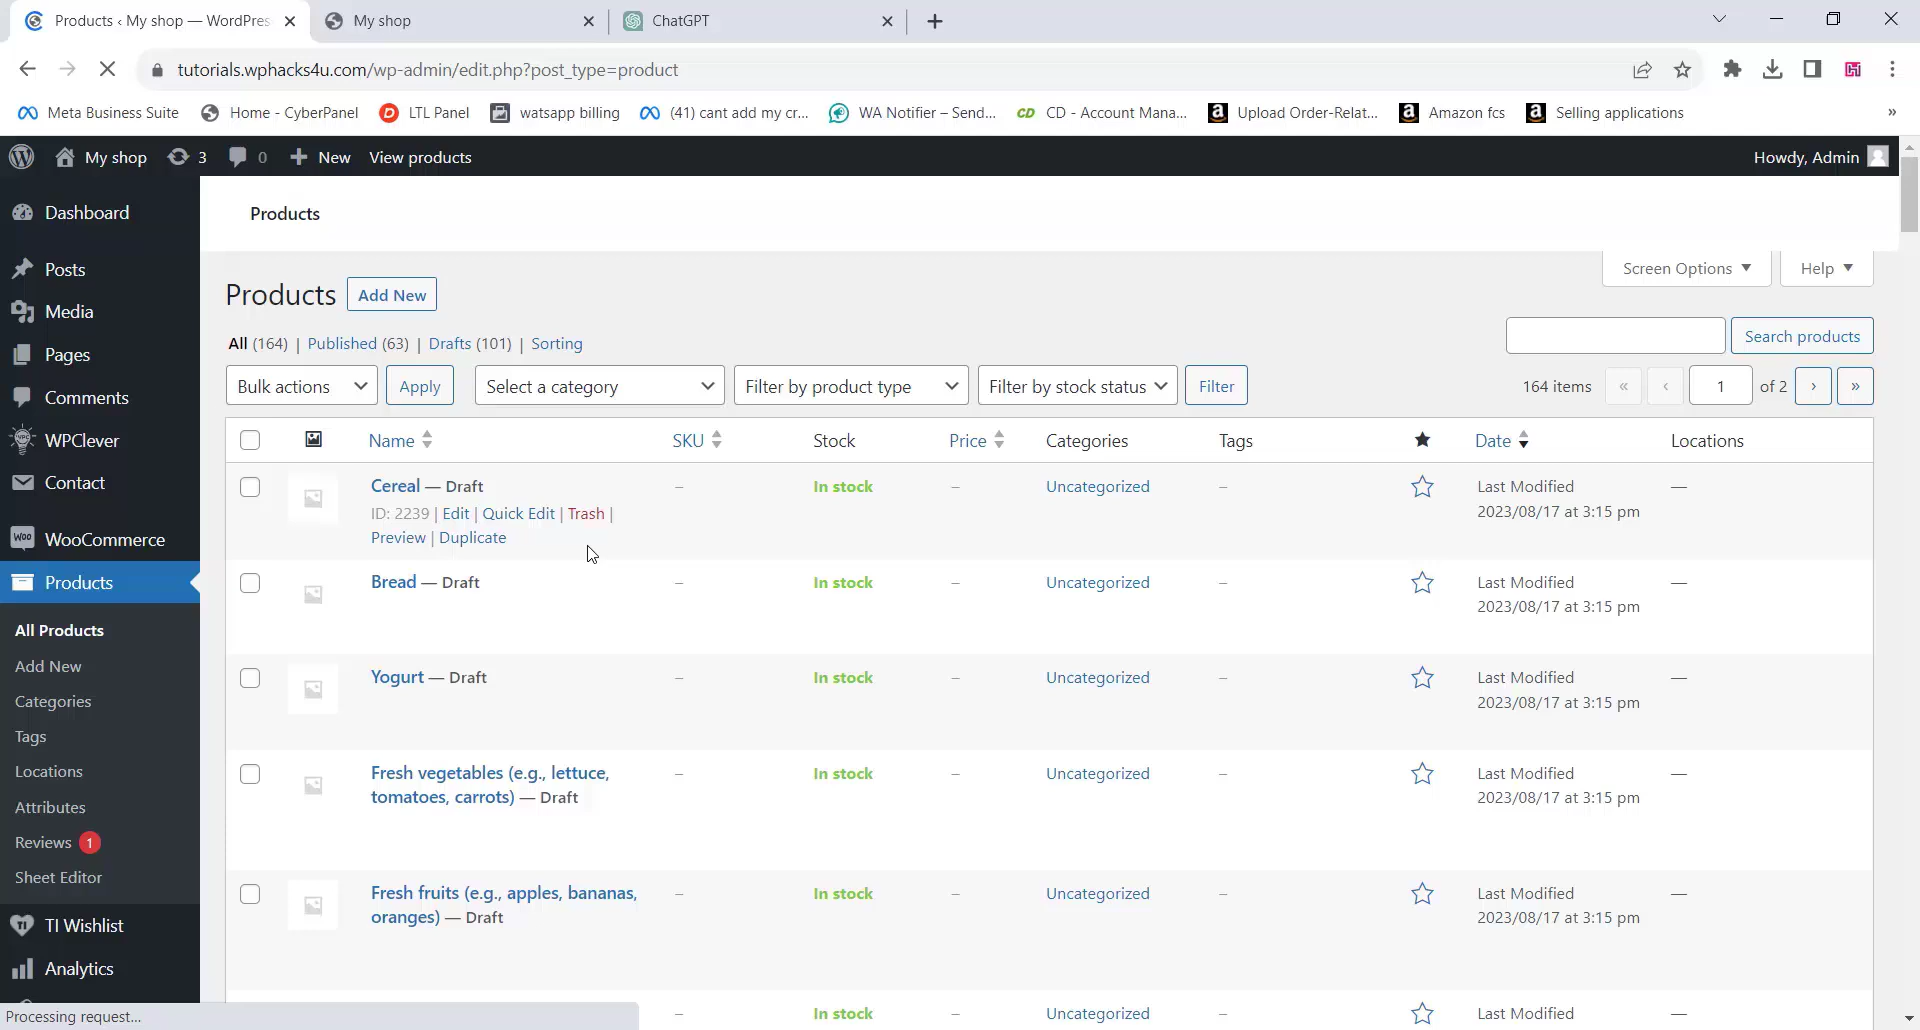 Products ‹ My shop — WordPres
My shop
ChatGPT
tutorials.wphacks4u.com/wp-admin/edit.php?post_type=product
Meta Business Suite
Home - CyberPanel
LTL Panel
watsapp billing
(41) cant add my cr...
WA Notifier – Send...
CD CD - Account Mana...
Upload Order-Relat...
Amazon fcs
Selling applications
»
My shop 3 0 New View products
Howdy, Admin
Dashboard
Posts
Media
Pages
Comments
WPClever
Contact
WooCommerce
Products
All Products
Add New
Categories
Tags
Locations
Attributes
Reviews 1
Sheet Editor
TI Wishlist
Analytics
Products
Screen Options
Help
Products Add New
All (164) | Published (63) | Drafts (101) | Sorting
Search products
Bulk actions Apply Select a category Filter by product type Filter by stock status Filter
164 items « ‹ 1 of 2 › »
Name SKU Stock Price Categories Tags Date Locations
Cereal — Draft – In stock – Uncategorized – Last Modified —
2023/08/17 at 3:15 pm
ID: 2239 | Edit | Quick Edit | Trash |
Preview | Duplicate
Bread — Draft – In stock – Uncategorized – Last Modified —
2023/08/17 at 3:15 pm
Yogurt — Draft – In stock – Uncategorized – Last Modified —
2023/08/17 at 3:15 pm
Fresh vegetables (e.g., lettuce, – In stock – Uncategorized – Last Modified —
tomatoes, carrots) — Draft 2023/08/17 at 3:15 pm
Fresh fruits (e.g., apples, bananas, – In stock – Uncategorized – Last Modified —
oranges) — Draft 2023/08/17 at 3:15 pm
– In stock Uncategorized Last Modified
Processing request...